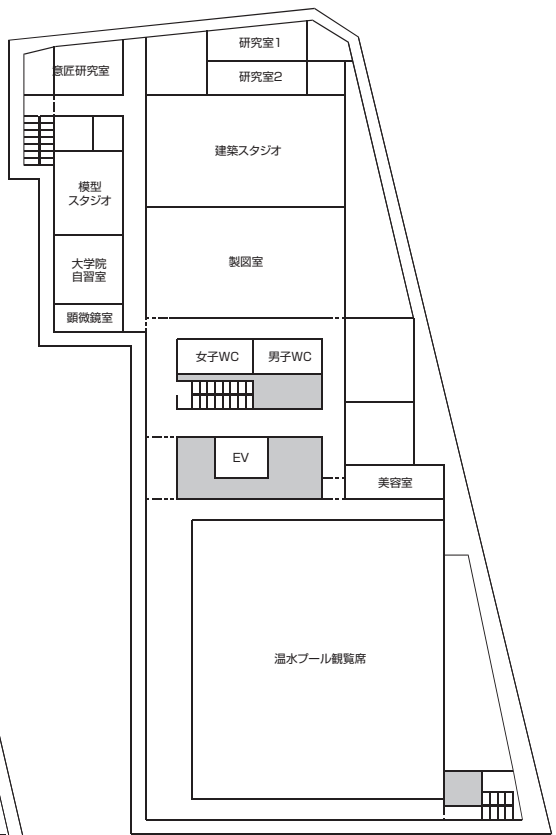 研究室1
意匠研究室
研究室2
建築スタジオ
模型
スタジオ
製図室
大学院
自習室
顕微鏡室
女子WC
男子WC
EV
美容室
温水プール観覧席